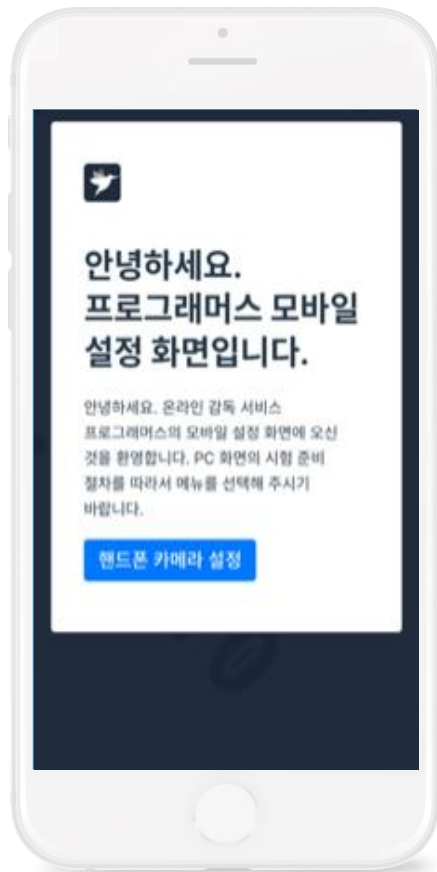 안녕하세요.
프로그래머스 모바일
설정 화면입니다.
안녕하세요. 온라인 감독 서비스
프로그래머스의 모바일 설정 화면에 오신
것을 환영합니다. PC 화면의 시험 준비
절차를 따라서 메뉴를 선택해 주시기
바랍니다.
핸드폰 카메라 설정